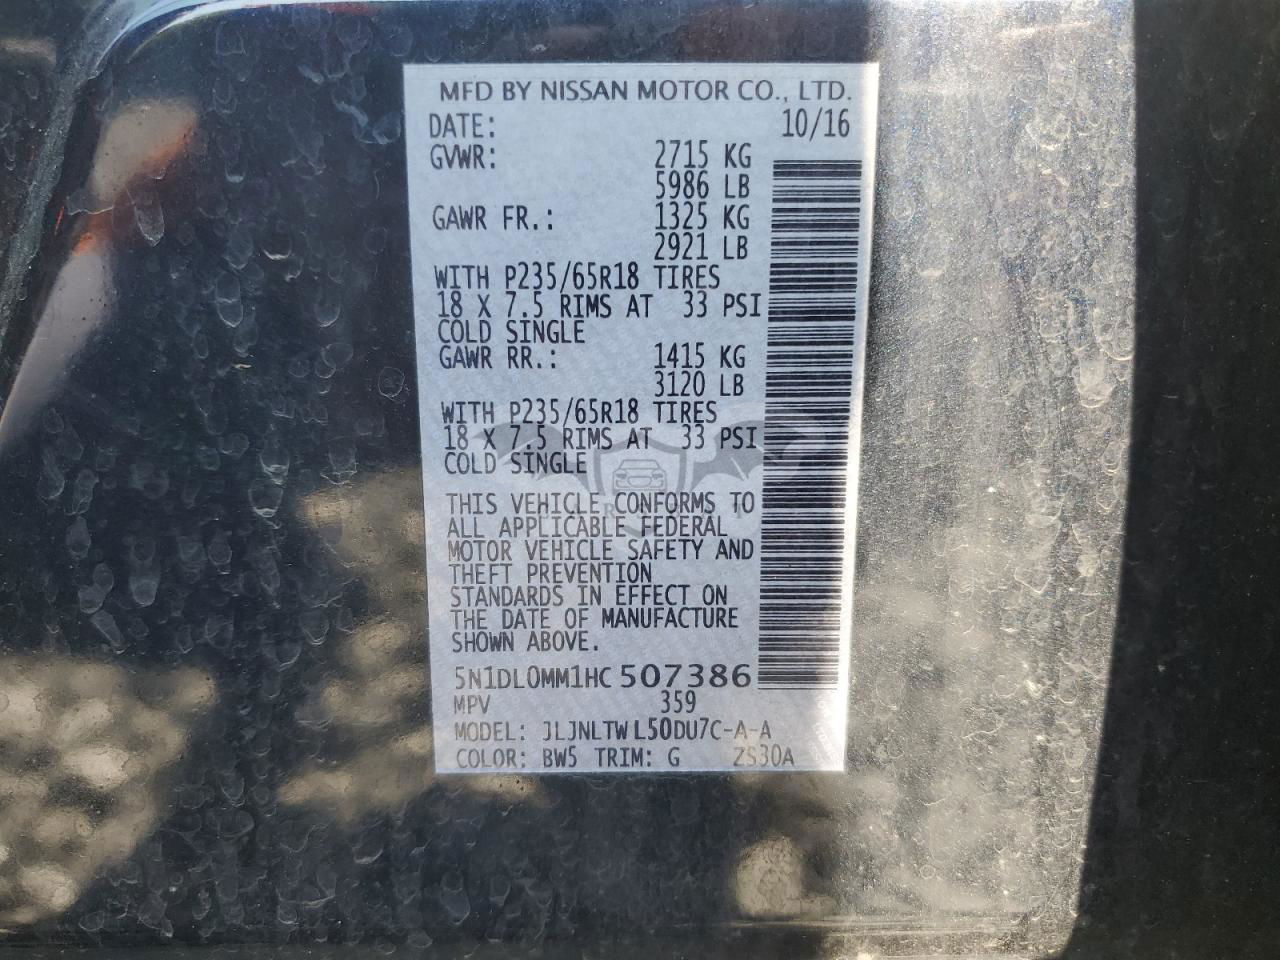 MFD BY NISSAN MOTOR CO., LTD.
DATE: 10/16
GVWR: 2715 KG
5986 LB
GAWR FR.: 1325 KG
2921 LB
WITH P235/65R18 TIRES
18 X 7.5 RIMS AT 33 PSI
COLD SINGLE
GAWR RR.: 1415 KG
3120 LB
WITH P235/65R18 TIRES
18 X 7.5 RIMS AT 33 PSI
COLD SINGLE
THIS VEHICLE CONFORMS TO
ALL APPLICABLE FEDERAL
MOTOR VEHICLE SAFETY AND
THEFT PREVENTION
STANDARDS IN EFFECT ON
THE DATE OF MANUFACTURE
SHOWN ABOVE.
5N1DL0MM1HC507386
MPV 359
MODEL: JLJNLTWL50DU7C-A-A
COLOR: BW5 TRIM: G ZS30A